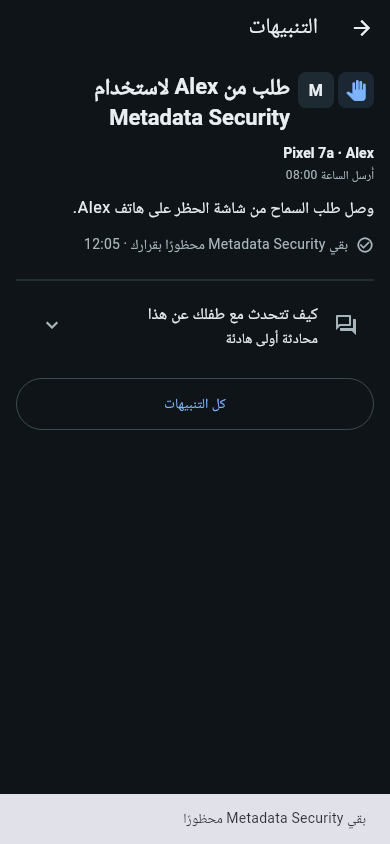 التنبيهات
M
طلب من Alex لاستخدام
Metadata Security
Pixel 7a · Alex
أُرسل الساعة 08:00
وصل طلب السماح من شاشة الحظر على هاتف Alex.
بقي Metadata Security محظورًا بقرارك · 12:05
كيف تتحدث مع طفلك عن هذا
محادثة أولى هادئة
كل التنبيهات
بقي Metadata Security محظورًا